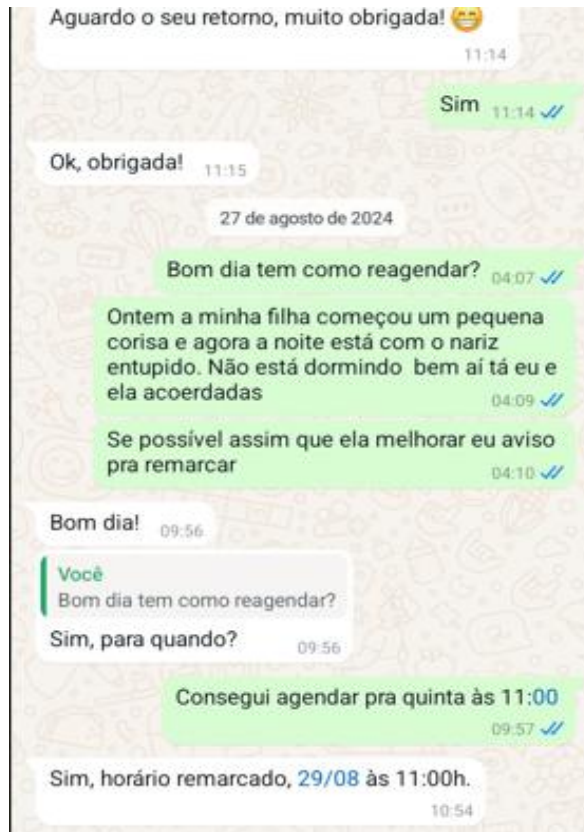 Aguardo o seu retorno, muito obrigada! 😁
11:14
Sim 11:14
Ok, obrigada! 11:15
27 de agosto de 2024
Bom dia tem como reagendar? 04:07
Ontem a minha filha começou um pequena
corisa e agora a noite está com o nariz
entupido. Não está dormindo bem aí tá eu e
ela acoerdadas 04:09
Se possível assim que ela melhorar eu aviso
pra remarcar 04:10
Bom dia! 09:56
Você
Bom dia tem como reagendar?
Sim, para quando? 09:56
Consegui agendar pra quinta às 11:00
09:57
Sim, horário remarcado, 29/08 às 11:00h.
10:54